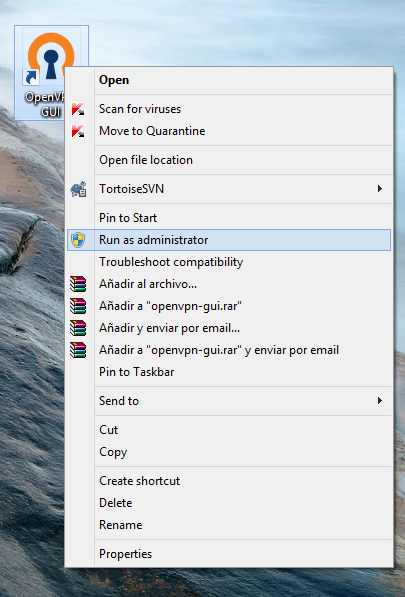 OpenVP
GUI
Open
Scan for viruses
Move to Quarantine
Open file location
TortoiseSVN
Pin to Start
Run as administrator
Troubleshoot compatibility
Añadir al archivo...
Añadir a "openvpn-gui.rar"
Añadir y enviar por email...
Añadir a "openvpn-gui.rar" y enviar por email
Pin to Taskbar
Send to
Cut
Copy
Create shortcut
Delete
Rename
Properties